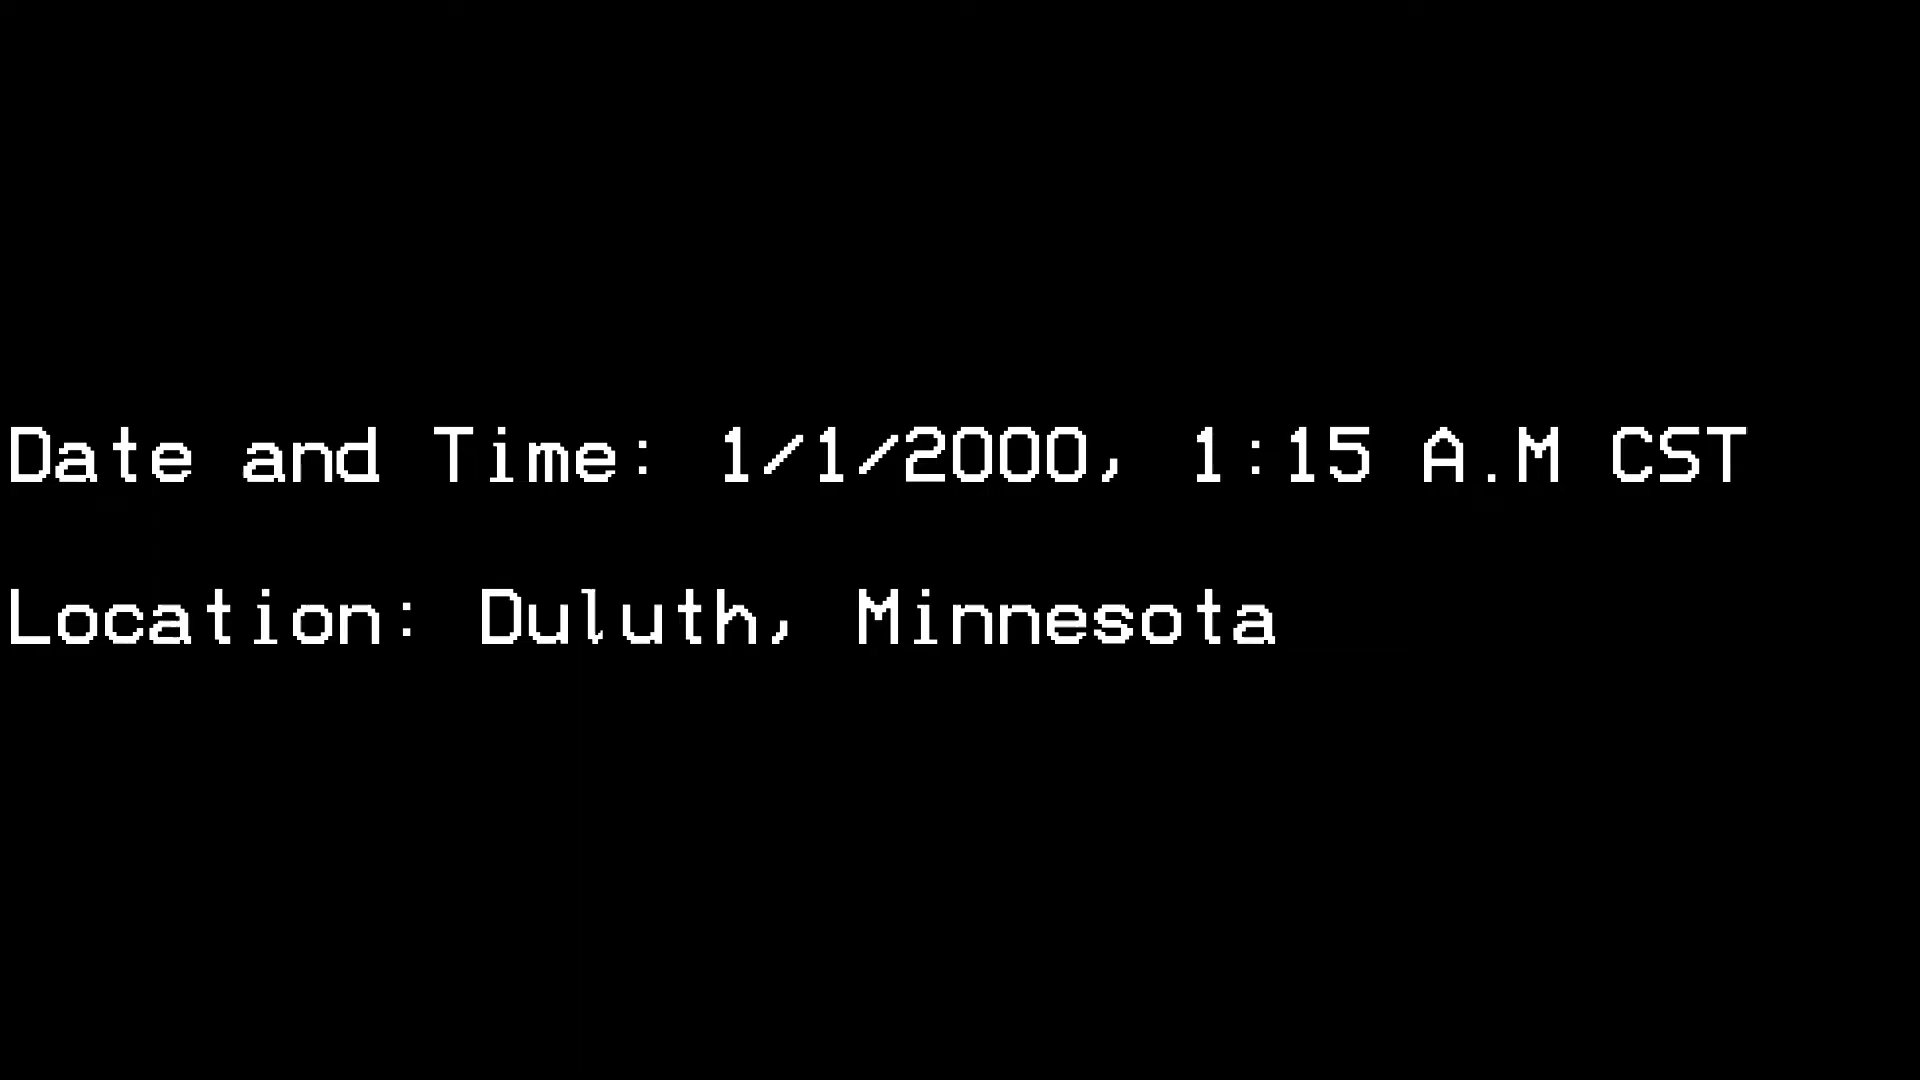 Date and Time: 1/1/2000, 1:15 A.M CST
Location: Duluth, Minnesota